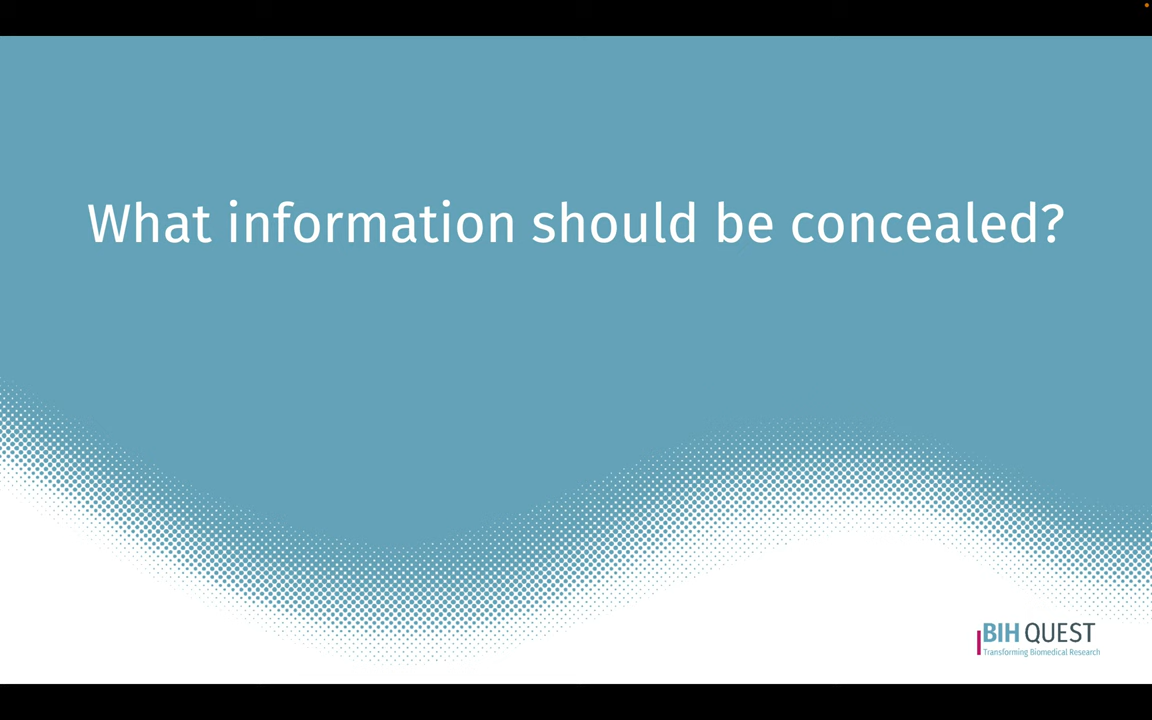 What information should be concealed?
BIH QUEST
Transforming Biomedical Research